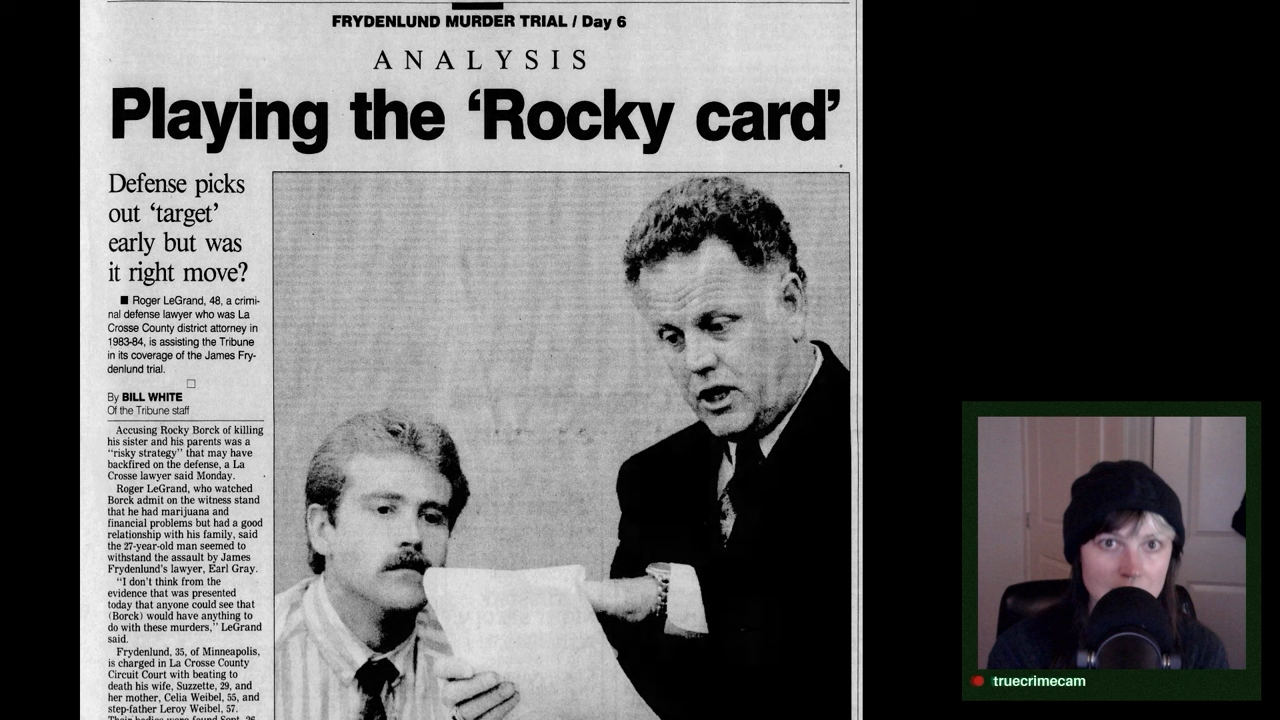 FRYDENLUND MURDER TRIAL / Day 6
ANALYSIS
Playing the ‘Rocky card’
Defense picks
out ‘target’
early but was
it right move?
■ Roger LeGrand, 48, a crimi-
nal defense lawyer who was La
Crosse County district attorney in
1983-84, is assisting the Tribune
in its coverage of the James Fry-
denlund trial.
By BILL WHITE
Of the Tribune staff
Accusing Rocky Borck of killing
his sister and his parents was a
“risky strategy” that may have
backfired on the defense, a La
Crosse lawyer said Monday.
Roger LeGrand, who watched
Borck admit on the witness stand
that he had marijuana and
financial problems but had a good
relationship with his family, said
the 27-year-old man seemed to
withstand the assault by James
Frydenlund’s lawyer, Earl Gray.
“I don’t think from the
evidence that was presented
today that anyone could see that
(Borck) would have anything to
do with these murders,” LeGrand
said.
Frydenlund, 35, of Minneapolis,
is charged in La Crosse County
Circuit Court with beating to
death his wife, Suzzette, 29, and
her mother, Celia Weibel, 55, and
step-father Leroy Weibel, 57.
Their bodies were found Sept. 26
truecrimecam